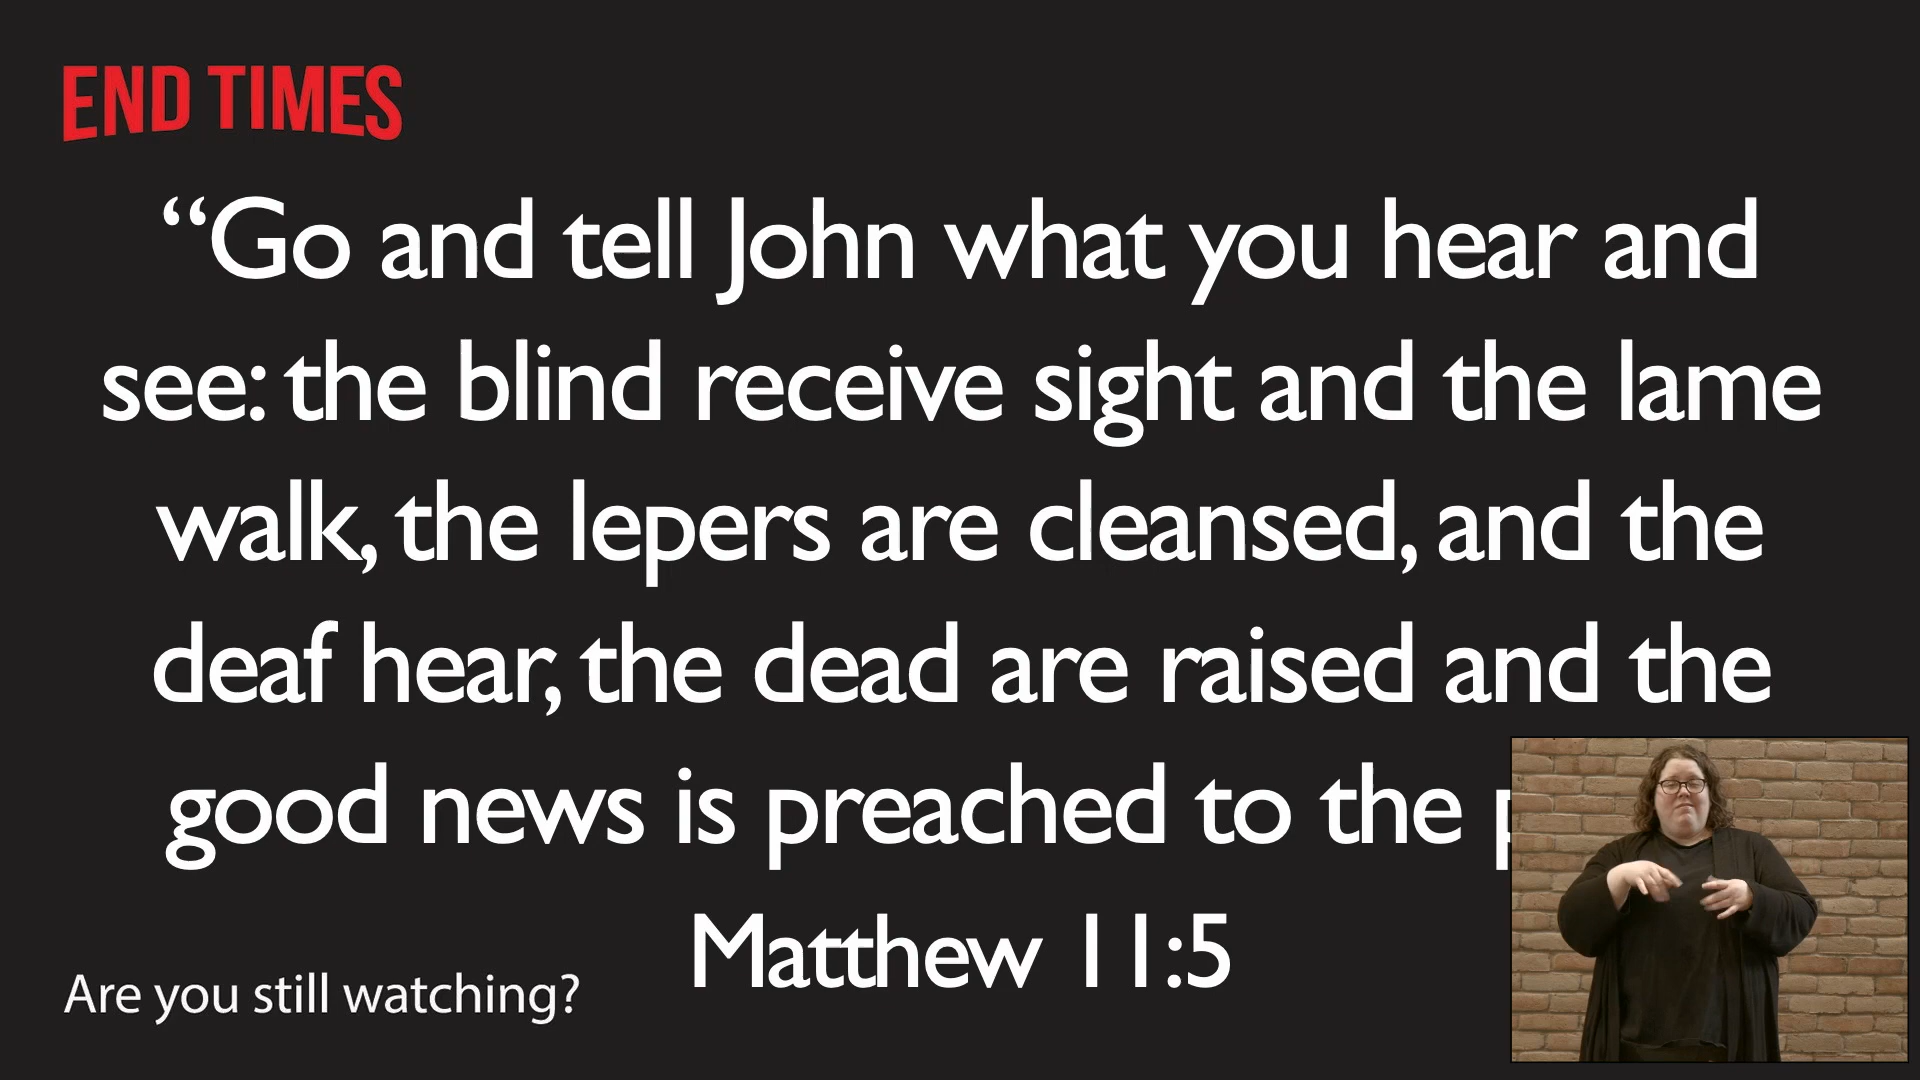 END TIMES
“Go and tell John what you hear and
see: the blind receive sight and the lame
walk, the lepers are cleansed, and the
deaf hear, the dead are raised and the
good news is preached to the
Matthew 11:5
Are you still watching?